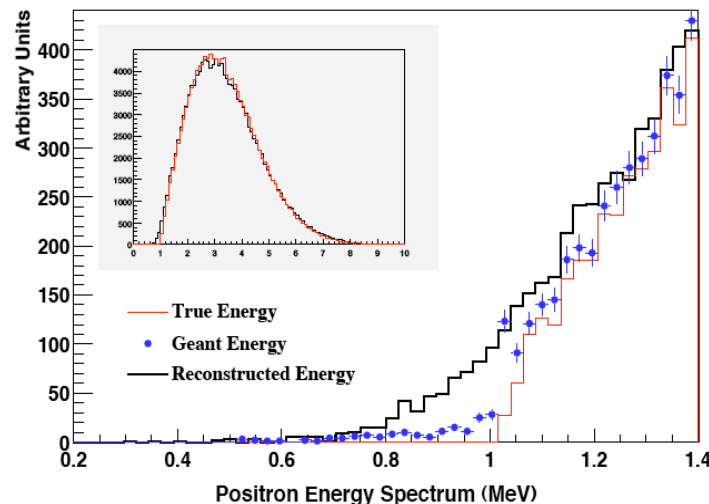 Arbitrary Units
400
350
300
250
200
150
100
50
0
4500
4000
3500
3000
2500
2000
1500
1000
500
0
0 1 2 3 4 5 6 7 8 9 10
True Energy
Geant Energy
Reconstructed Energy
0.2 0.4 0.6 0.8 1 1.2 1.4
Positron Energy Spectrum (MeV)